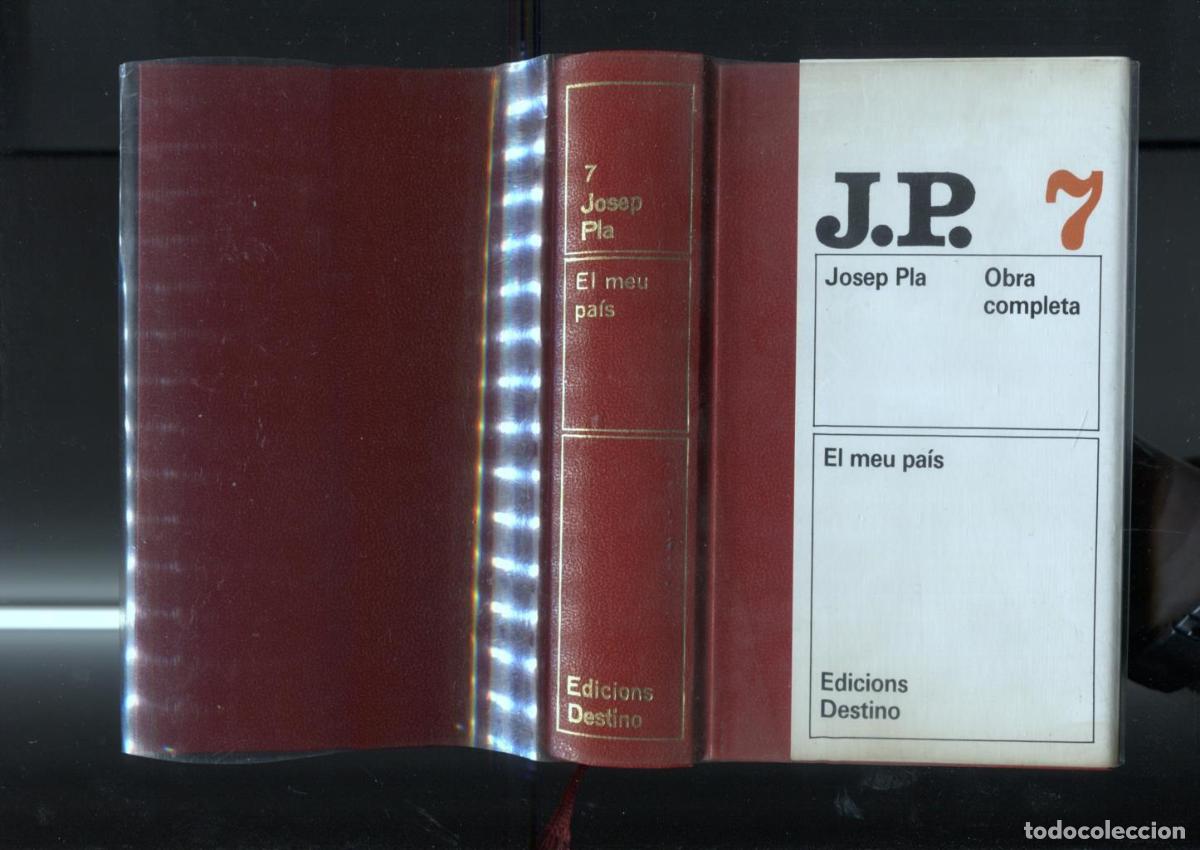 7
Josep
Pla
El meu
país
Edicions
Destino
J.P. 7
Josep Pla Obra
completa
El meu país
Edicions
Destino
todocoleccion